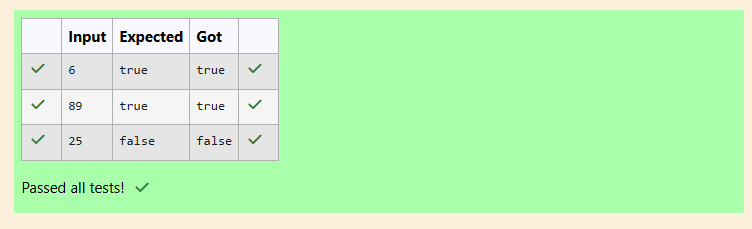 Input Expected Got
6 true true
89 true true
25 false false
Passed all tests!